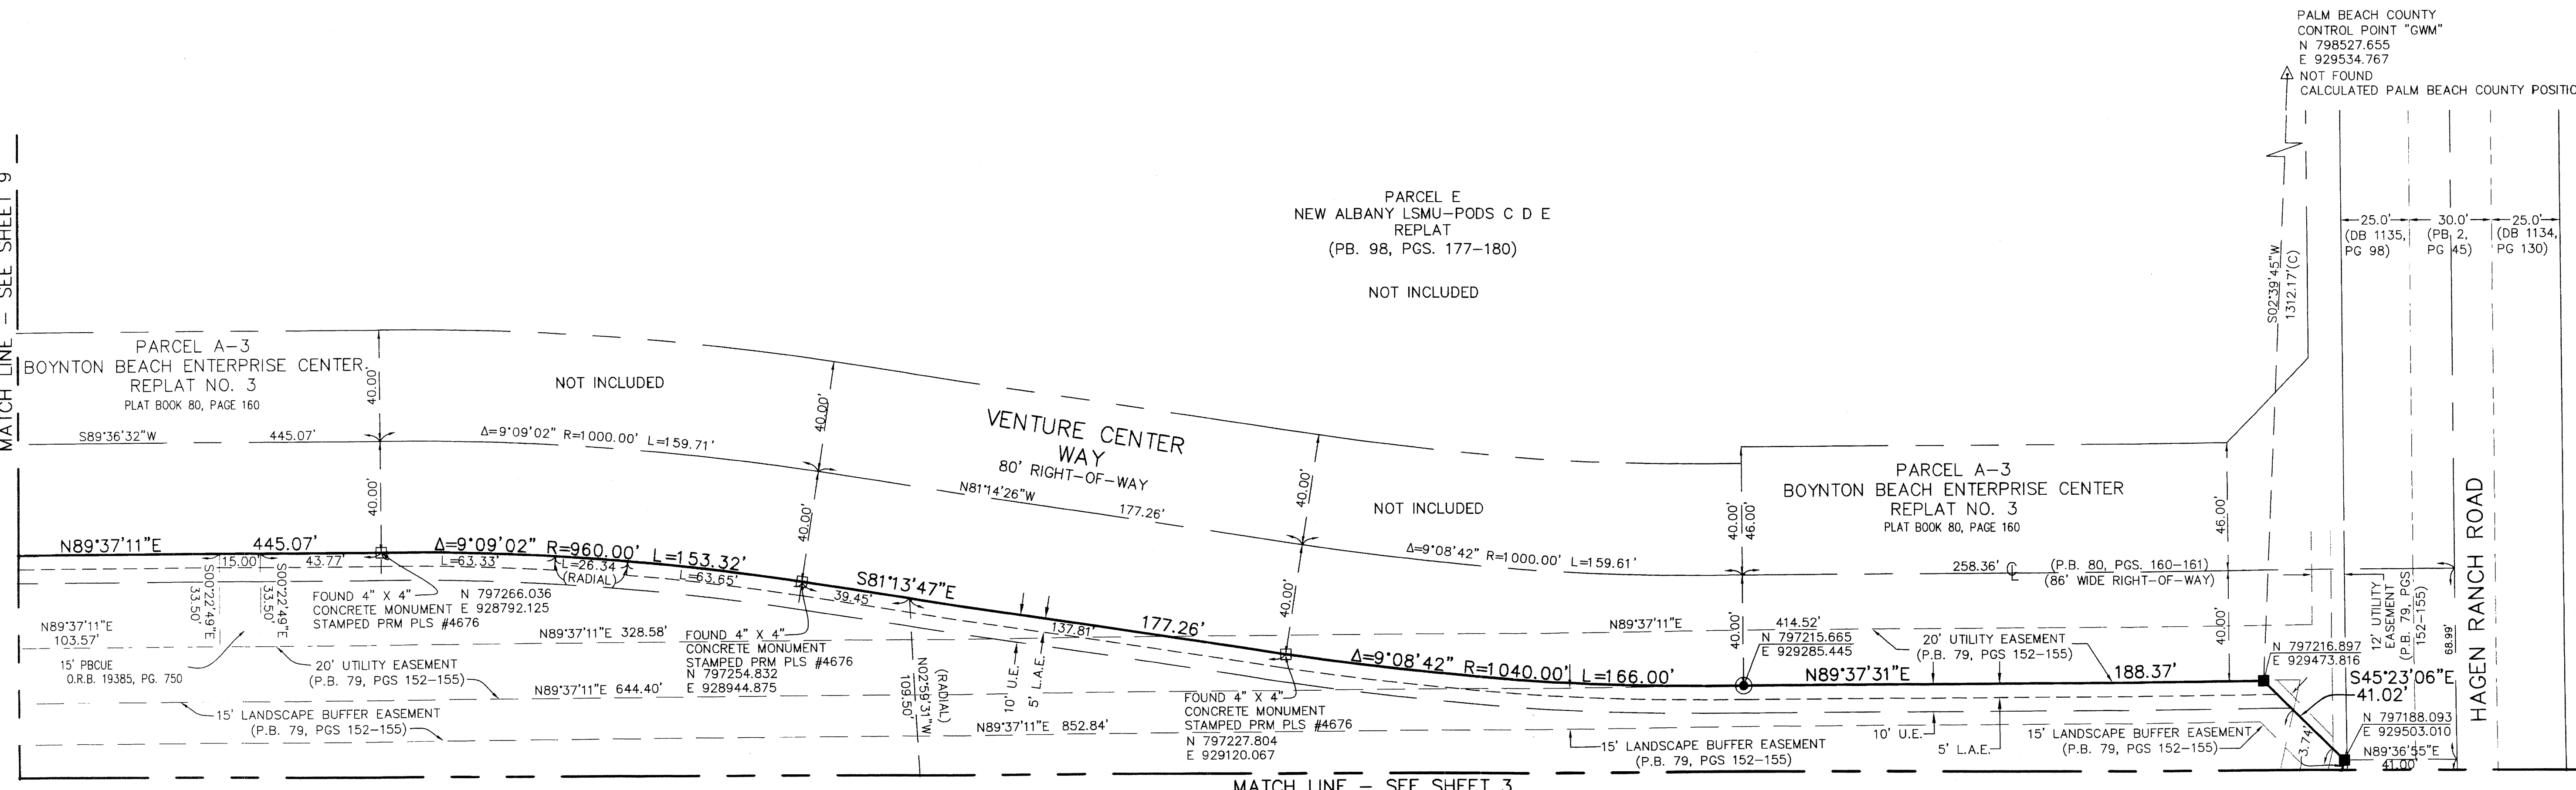 PALM BEACH COUNTY
CONTROL POINT "GWM"
N 798527.655
E 929534.767
NOT FOUND
CALCULATED PALM BEACH COUNTY
MATCH LINE - SEE SHEET 9
PARCEL E
NEW ALBANY LSMU-PODS C D E
REPLAT
(PB. 98, PGS. 177-180)
NOT INCLUDED
S02°39'45"W
1312.17'(C)
25.0'
(DB 1135,
PG 98)
30.0'
(PB 2,
PG 45)
25.0'
(DB 1134,
PG 130)
PARCEL A-3
BOYNTON BEACH ENTERPRISE CENTER
REPLAT NO. 3
PLAT BOOK 80, PAGE 160
40.00'
NOT INCLUDED
40.00'
S89°36'32"W 445.07'
Δ=9°09'02" R=1000.00' L=159.71'
VENTURE CENTER
WAY
80' RIGHT-OF-WAY
N81°14'26"W
177.26'
40.00'
NOT INCLUDED
Δ=9°08'42" R=1000.00' L=159.61'
40.00'
46.00'
PARCEL A-3
BOYNTON BEACH ENTERPRISE CENTER
REPLAT NO. 3
PLAT BOOK 80, PAGE 160
46.00'
258.36' ℄
(P.B. 80, PGS. 160-161)
(86' WIDE RIGHT-OF-WAY)
HAGEN RANCH ROAD
40.00'
40.00'
40.00'
40.00'
40.00'
N89°37'11"E 445.07'
15.00'
43.77'
Δ=9°09'02" R=960.00' L=153.32'
L=63.33'
L=26.34'
(RADIAL)
L=63.65'
S81°13'47"E
39.45'
177.26'
137.81'
Δ=9°08'42" R=1040.00' L=166.00'
N89°37'31"E 188.37'
S00°22'49"E
33.50'
S00°22'49"E
33.50'
FOUND 4" X 4"
CONCRETE MONUMENT
STAMPED PRM PLS #4676
N 797266.036
E 928792.125
N89°37'11"E
103.57'
15' PBCUE
O.R.B. 19385, PG. 750
20' UTILITY EASEMENT
(P.B. 79, PGS 152-155)
N89°37'11"E 328.58'
FOUND 4" X 4"
CONCRETE MONUMENT
STAMPED PRM PLS #4676
N 797254.832
E 928944.875
N02°59'31"W
109.50'
(RADIAL)
10' U.E.
5' L.A.E.
N89°37'11"E 644.40'
15' LANDSCAPE BUFFER EASEMENT
(P.B. 79, PGS 152-155)
N89°37'11"E 852.84'
FOUND 4" X 4"
CONCRETE MONUMENT
STAMPED PRM PLS #4676
N 797227.804
E 929120.067
N89°37'11"E 414.52'
N 797215.665
E 929285.445
20' UTILITY EASEMENT
(P.B. 79, PGS 152-155)
N 797216.897
E 929473.816
12' UTILITY
EASEMENT
(P.B. 79, PGS
152-155)
68.99'
S45°23'06"E
41.02'
N 797188.093
E 929503.010
N89°36'55"E
41.00'
3.74'
15' LANDSCAPE BUFFER EASEMENT
(P.B. 79, PGS 152-155)
10' U.E.
5' L.A.E.
15' LANDSCAPE BUFFER EASEMENT
(P.B. 79, PGS 152-155)
MATCH LINE - SEE SHEET 3